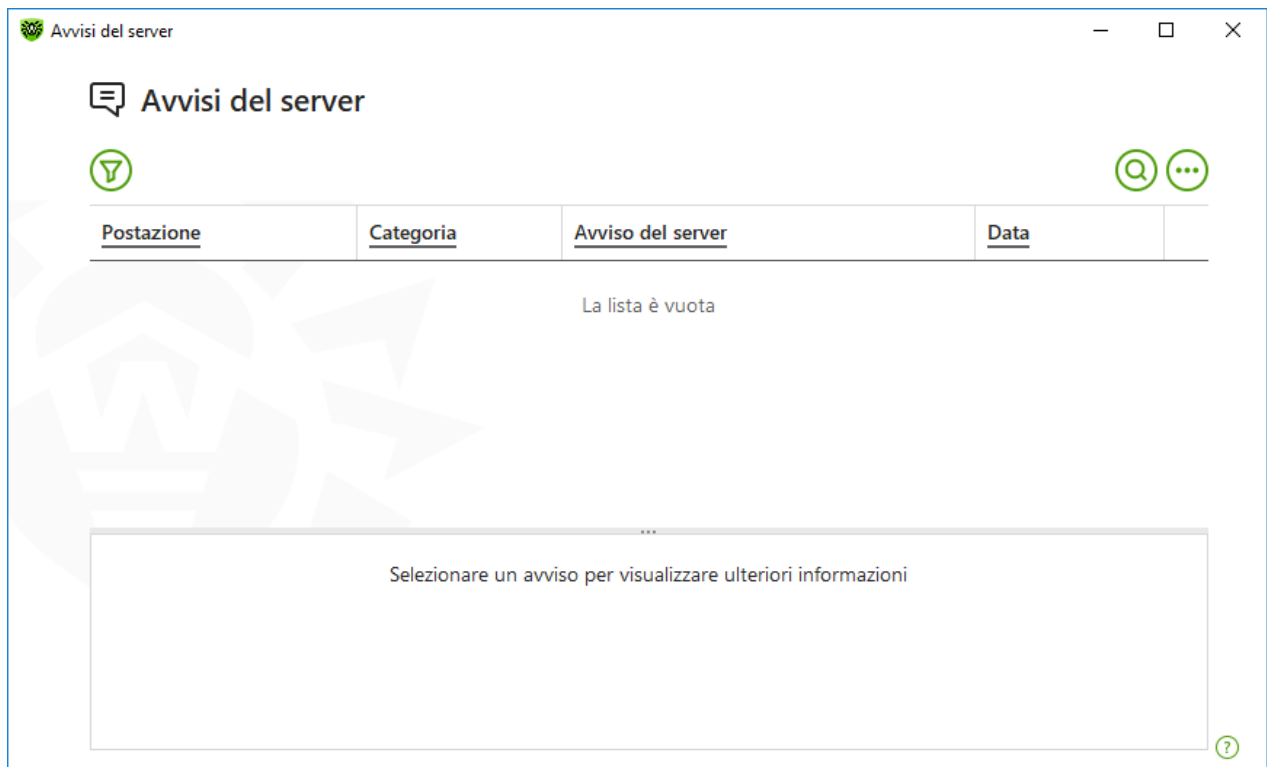 Avvisi del server
Avvisi del server
Postazione Categoria Avviso del server Data
La lista è vuota
Selezionare un avviso per visualizzare ulteriori informazioni
?